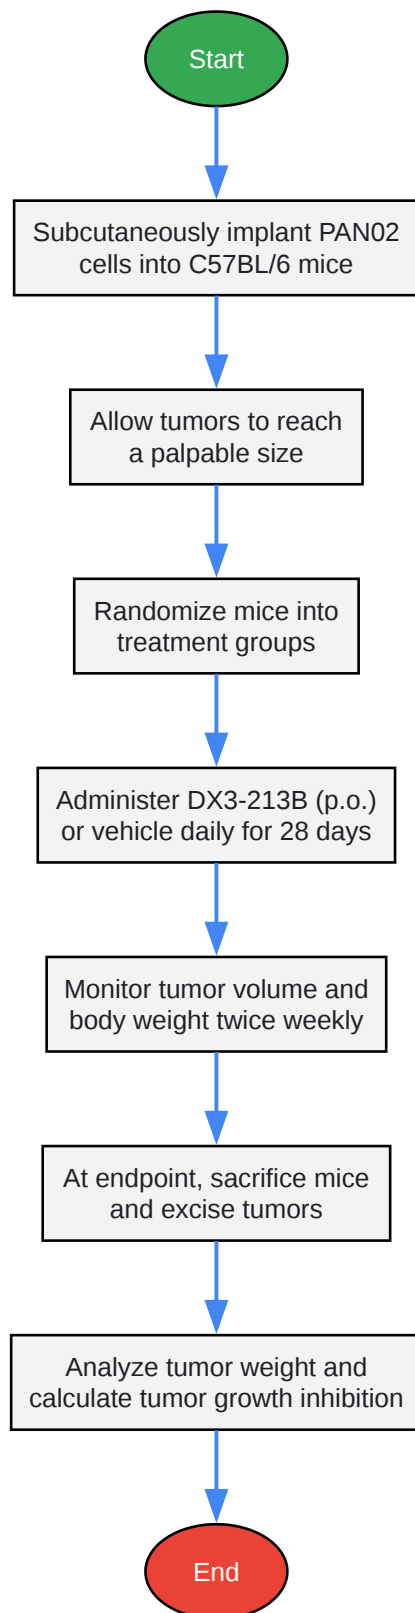 Start
Subcutaneously implant PAN02
cells into C57BL/6 mice
Allow tumors to reach
a palpable size
Randomize mice into
treatment groups
Administer DX3-213B (p.o.)
or vehicle daily for 28 days
Monitor tumor volume and
body weight twice weekly
At endpoint, sacrifice mice
and excise tumors
Analyze tumor weight and
calculate tumor growth inhibition
End